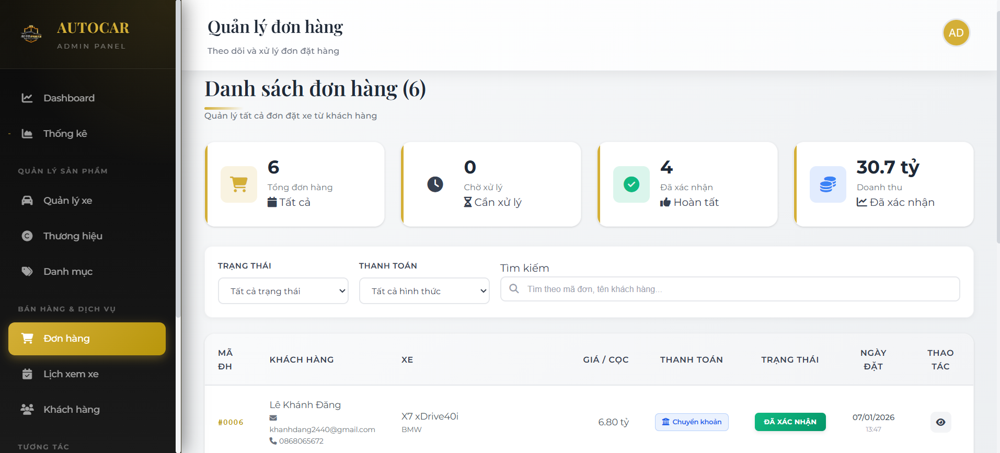 AUTOCAR
ADMIN PANEL
AUTOPARTS
Dashboard
Thống kê
QUẢN LÝ SẢN PHẨM
Quản lý xe
Thương hiệu
Danh mục
BÁN HÀNG & DỊCH VỤ
Đơn hàng
Lịch xem xe
Khách hàng
TƯƠNG TÁC
Quản lý đơn hàng
Theo dõi và xử lý đơn đặt hàng
AD
Danh sách đơn hàng (6)
Quản lý tất cả đơn đặt xe từ khách hàng
6
Tổng đơn hàng
Tất cả
0
Chờ xử lý
Cần xử lý
4
Đã xác nhận
Hoàn tất
30.7 tỷ
Doanh thu
Đã xác nhận
TRẠNG THÁI
Tất cả trạng thái
THANH TOÁN
Tất cả hình thức
Tìm kiếm
Tìm theo mã đơn, tên khách hàng...
MÃ ĐH
KHÁCH HÀNG
XE
GIÁ / CỌC
THANH TOÁN
TRẠNG THÁI
NGÀY ĐẶT
THAO TÁC
#0006
Lê Khánh Đăng
khanhdang2440@gmail.com
0868065672
X7 xDrive40i
BMW
6.80 tỷ
Chuyển khoản
ĐÃ XÁC NHẬN
07/01/2026
13:47